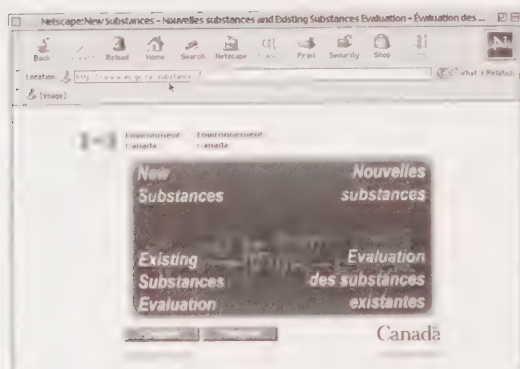 Netscape: New Substances - Nouvelles substances and Existing Substances Evaluation - Évaluation des ...
Back Reload Home Search Netscape Print Security Shop
N
Location
What's Related
(image)
Environment Environnement
Canada Canada
New Nouvelles
Substances substances
Existing Evaluation
Substances des substances
Evaluation existantes
Canada